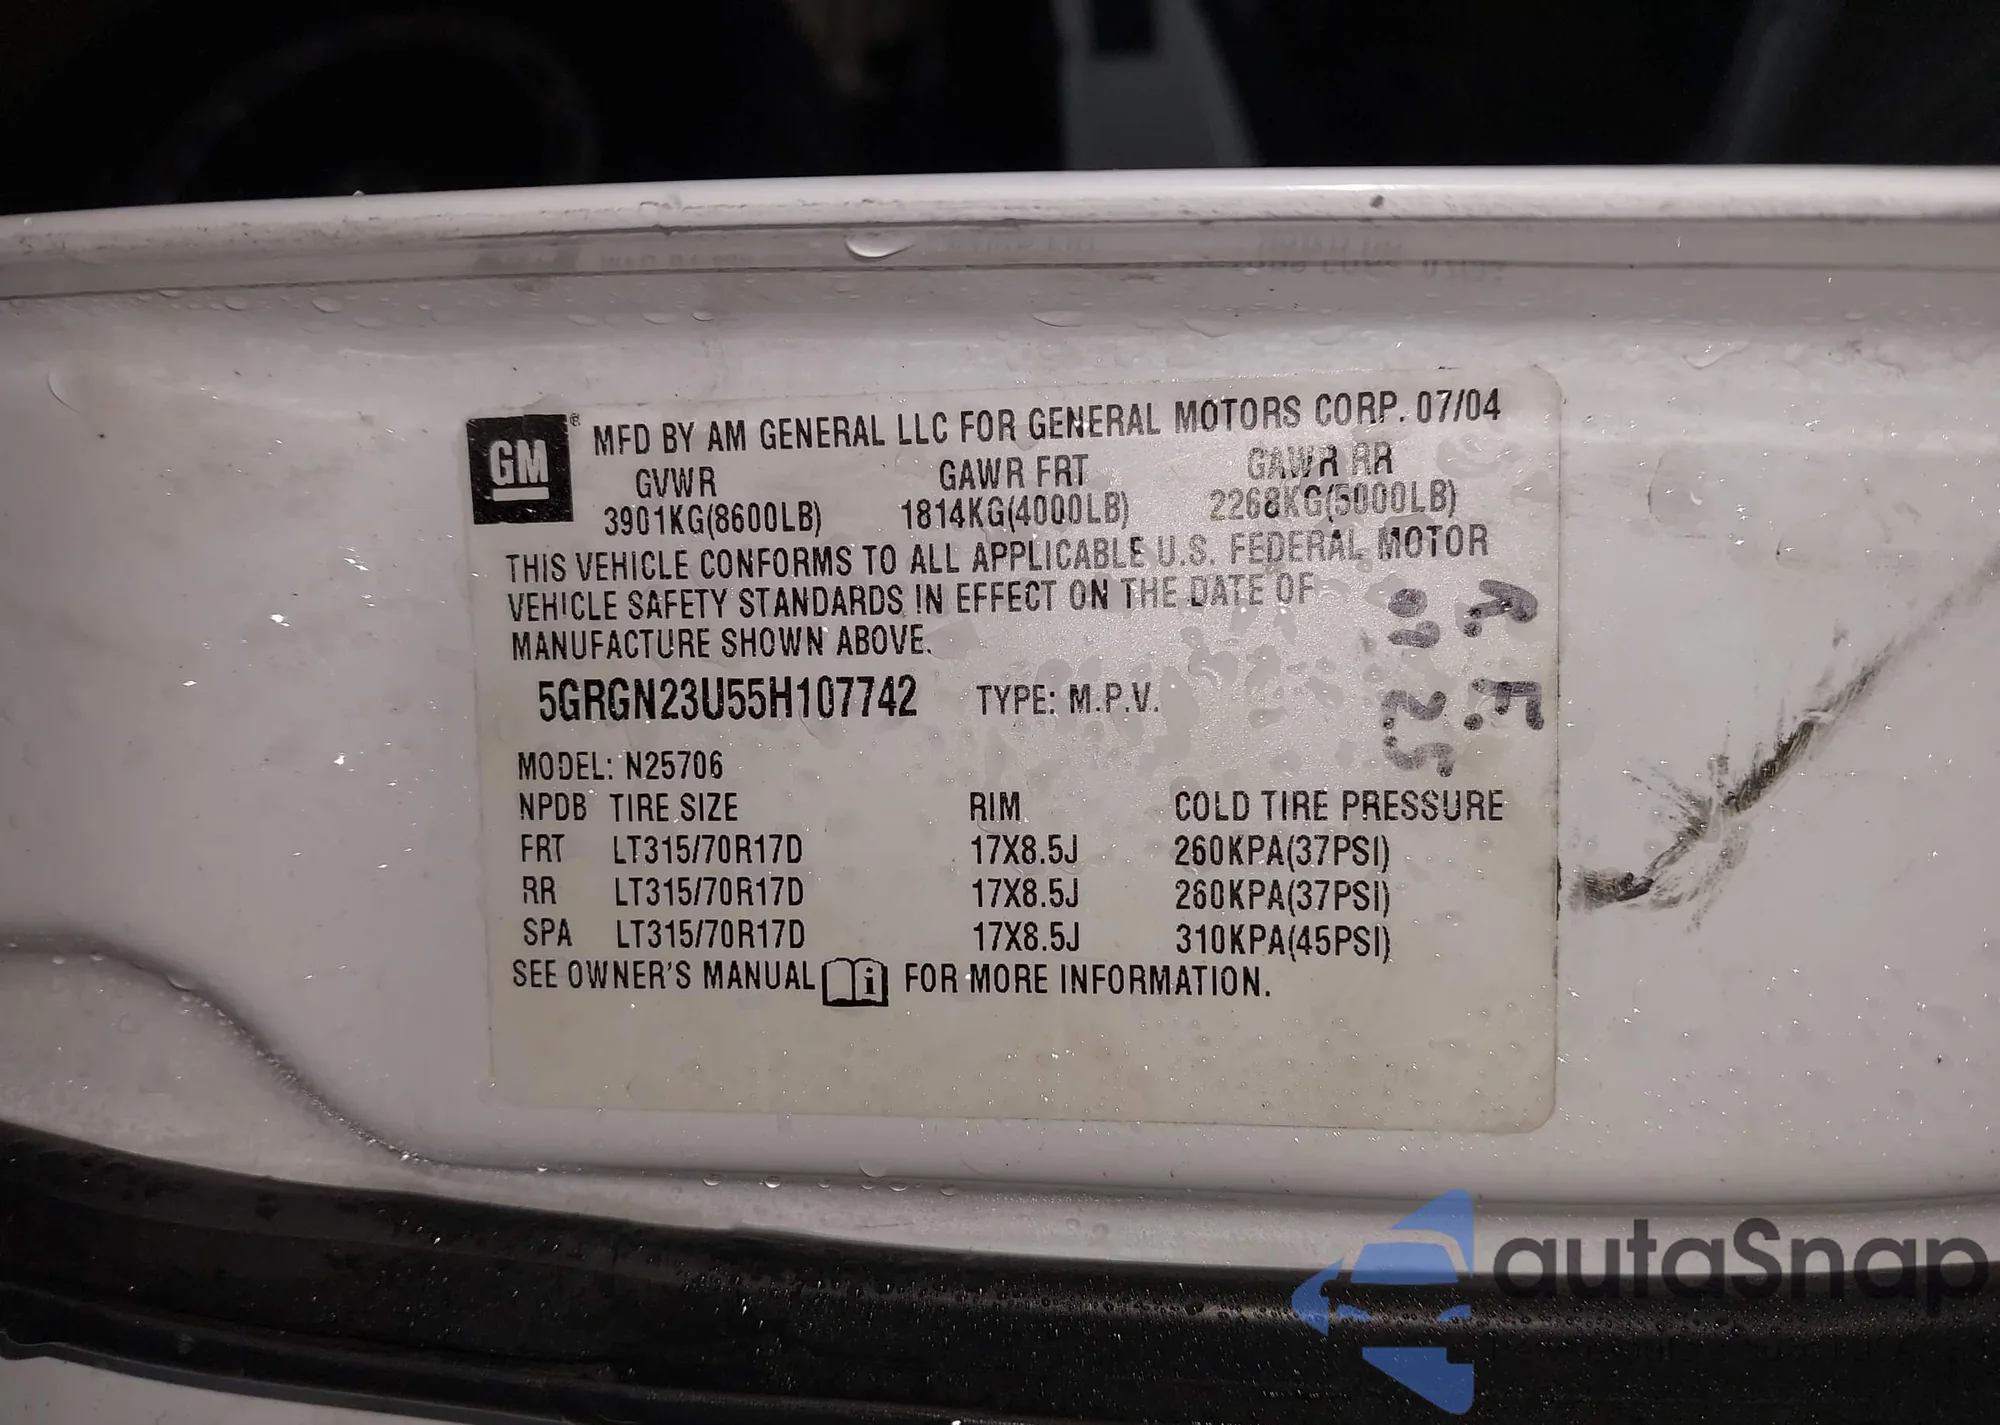 GM ® MFD BY AM GENERAL LLC FOR GENERAL MOTORS CORP. 07/04
GVWR GAWR FRT GAWR RR
3901KG(8600LB) 1814KG(4000LB) 2268KG(5000LB)
THIS VEHICLE CONFORMS TO ALL APPLICABLE U.S. FEDERAL MOTOR
VEHICLE SAFETY STANDARDS IN EFFECT ON THE DATE OF
MANUFACTURE SHOWN ABOVE.
5GRGN23U55H107742 TYPE: M.P.V.
MODEL: N25706
NPDB TIRE SIZE RIM COLD TIRE PRESSURE
FRT LT315/70R17D 17X8.5J 260KPA(37PSI)
RR LT315/70R17D 17X8.5J 260KPA(37PSI)
SPA LT315/70R17D 17X8.5J 310KPA(45PSI)
SEE OWNER'S MANUAL i FOR MORE INFORMATION.
autaSnap